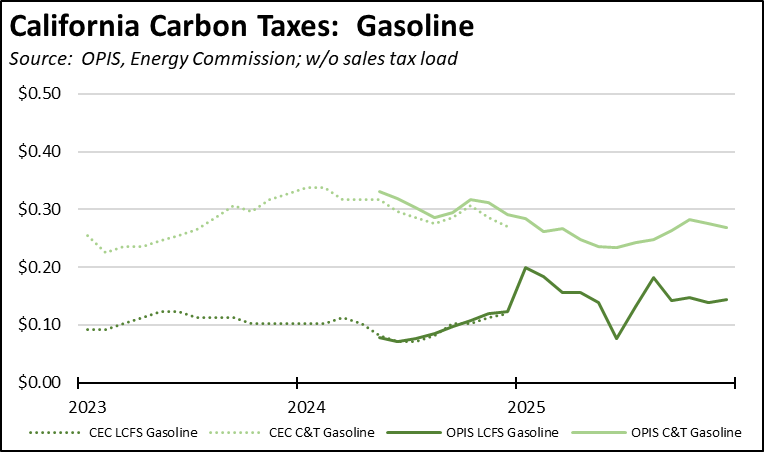 California Carbon Taxes:  Gasoline
Source:  OPIS, Energy Commission; w/o sales tax load
$0.50
$0.40
$0.30
$0.20
$0.10
$0.00
2023 2024 2025
CEC LCFS Gasoline CEC C&T Gasoline OPIS LCFS Gasoline OPIS C&T Gasoline